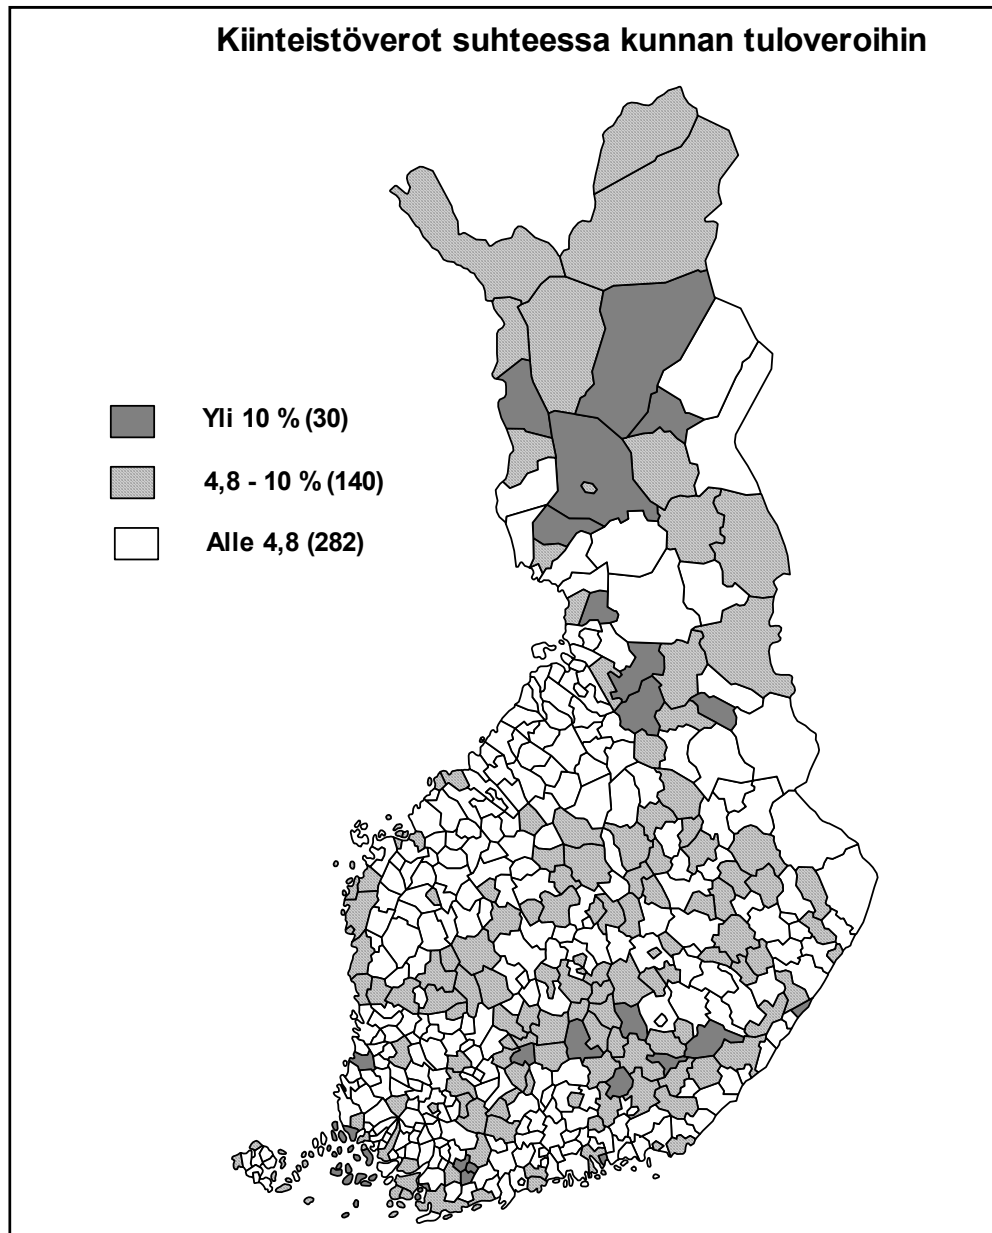 Kiinteistöverot suhteessa kunnan tuloveroihin
Yli 10 % (30)
4,8 - 10 % (140)
Alle 4,8 (282)